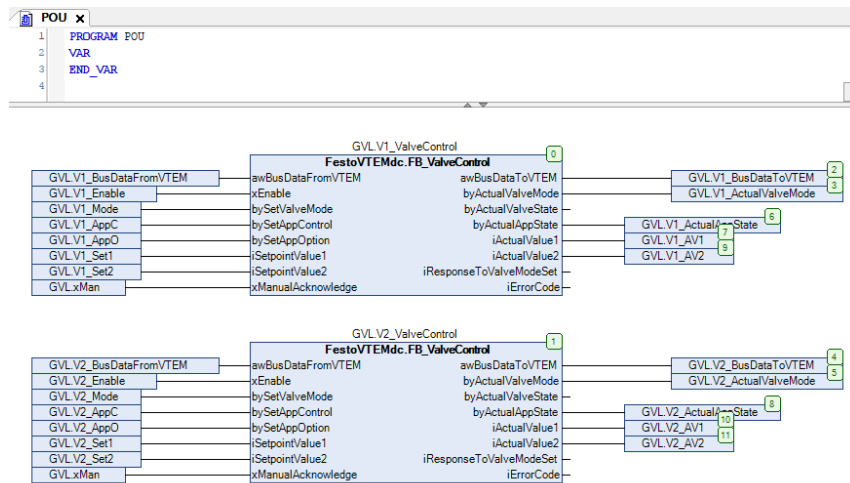 POU
1 PROGRAM POU
2 VAR
3 END_VAR
4
GVL.V1_ValveControl
0
FestoVTEMdc.FB_ValveControl
GVL.V1_BusDataFromVTEM awBusDataFromVTEM awBusDataToVTEM GVL.V1_BusDataToVTEM 2
GVL.V1_Enable xEnable byActualValveMode GVL.V1_ActualValveMode 3
GVL.V1_Mode bySetValveMode byActualValveState
GVL.V1_AppC bySetAppControl byActualAppState GVL.V1_ActualAppState 6
GVL.V1_AppO bySetAppOption iActualValue1 GVL.V1_AV1 7
GVL.V1_Set1 iSetpointValue1 iActualValue2 GVL.V1_AV2 9
GVL.V1_Set2 iSetpointValue2 iResponseToValveModeSet
GVL.xMan xManualAcknowledge iErrorCode
GVL.V2_ValveControl
1
FestoVTEMdc.FB_ValveControl
GVL.V2_BusDataFromVTEM awBusDataFromVTEM awBusDataToVTEM GVL.V2_BusDataToVTEM 4
GVL.V2_Enable xEnable byActualValveMode GVL.V2_ActualValveMode 5
GVL.V2_Mode bySetValveMode byActualValveState
GVL.V2_AppC bySetAppControl byActualAppState GVL.V2_ActualAppState 8
GVL.V2_AppO bySetAppOption iActualValue1 GVL.V2_AV1 10
GVL.V2_Set1 iSetpointValue1 iActualValue2 GVL.V2_AV2 11
GVL.V2_Set2 iSetpointValue2 iResponseToValveModeSet
GVL.xMan xManualAcknowledge iErrorCode